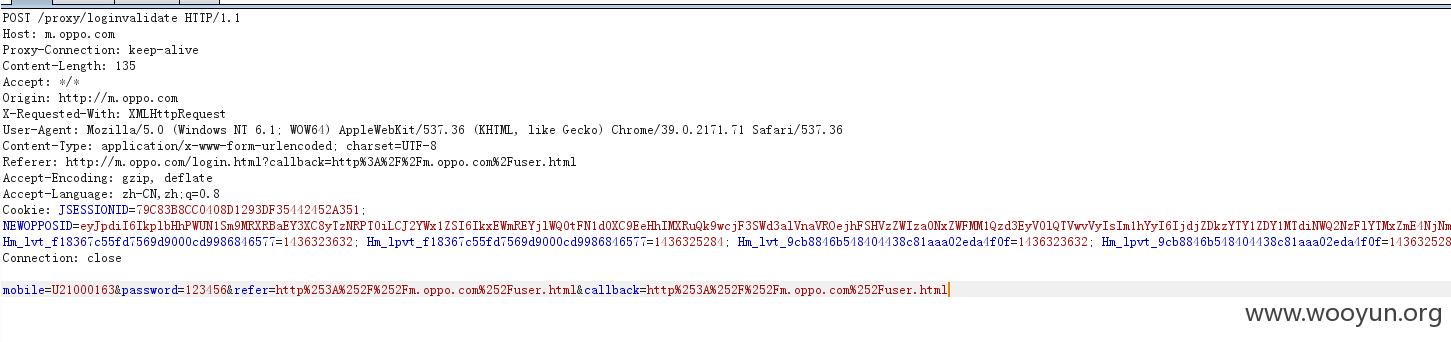 POST /proxy/loginvalidate HTTP/1.1
Host: m.oppo.com
Proxy-Connection: keep-alive
Content-Length: 135
Accept: */*
Origin: http://m.oppo.com
X-Requested-With: XMLHttpRequest
User-Agent: Mozilla/5.0 (Windows NT 6.1; WOW64) AppleWebKit/537.36 (KHTML, like Gecko) Chrome/39.0.2171.71 Safari/537.36
Content-Type: application/x-www-form-urlencoded; charset=UTF-8
Referer: http://m.oppo.com/login.html?callback=http%3A%2F%2Fm.oppo.com%2Fuser.html
Accept-Encoding: gzip, deflate
Accept-Language: zh-CN,zh;q=0.8
Cookie: JSESSIONID=79C83B8CC0408D1293DF35442452A351;
Hm_lvt_f18367c55fd7569d9000cd9986846577=1436323632; Hm_lpvt_f18367c55fd7569d9000cd9986846577=1436325284; Hm_lvt_9cb8846b548404438c81aaa02eda4f0f=1436323632; Hm_lpvt_9cb8846b548404438c81aaa02eda4f0f=143632528
Connection: close
mobile=U21000163&password=123456&refer=http%253A%252F%252Fm.oppo.com%252Fuser.html&callback=http%253A%252F%252Fm.oppo.com%252Fuser.html
www.wooyun.org